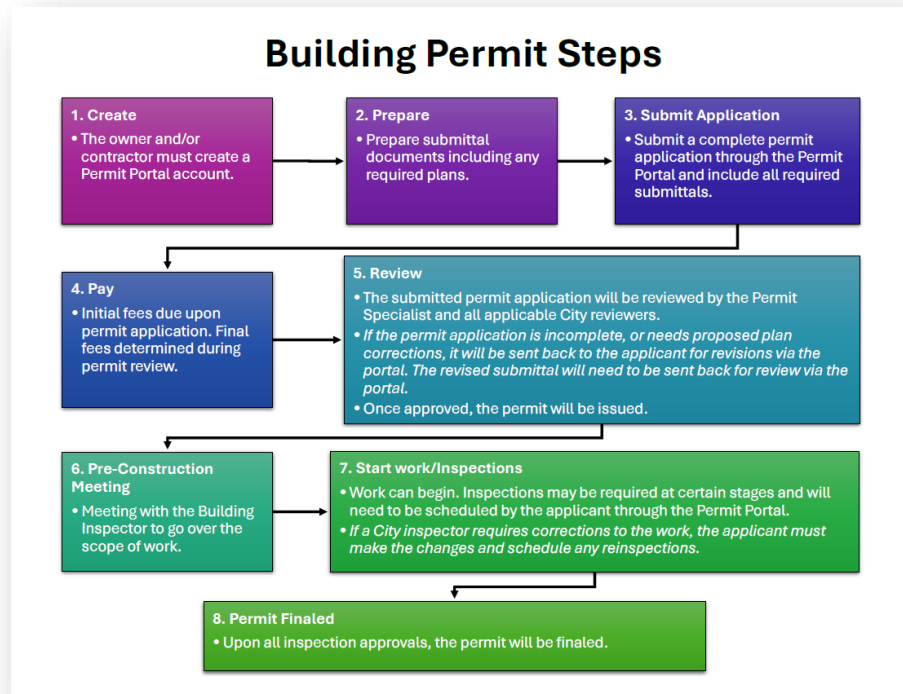 Building Permit Steps
1. Create
• The owner and/or
contractor must create a
Permit Portal account.
2. Prepare
• Prepare submittal
documents including any
required plans.
3. Submit Application
• Submit a complete permit
application through the Permit
Portal and include all required
submittals.
4. Pay
• Initial fees due upon
permit application. Final
fees determined during
permit review.
5. Review
• The submitted permit application will be reviewed by the Permit
Specialist and all applicable City reviewers.
• If the permit application is incomplete, or needs proposed plan
corrections, it will be sent back to the applicant for revisions via the
portal. The revised submittal will need to be sent back for review via the
portal.
• Once approved, the permit will be issued.
6. Pre-Construction
Meeting
• Meeting with the Building
Inspector to go over the
scope of work.
7. Start work/Inspections
• Work can begin. Inspections may be required at certain stages and will
need to be scheduled by the applicant through the Permit Portal.
• If a City inspector requires corrections to the work, the applicant must
make the changes and schedule any reinspections.
8. Permit Finaled
• Upon all inspection approvals, the permit will be finaled.